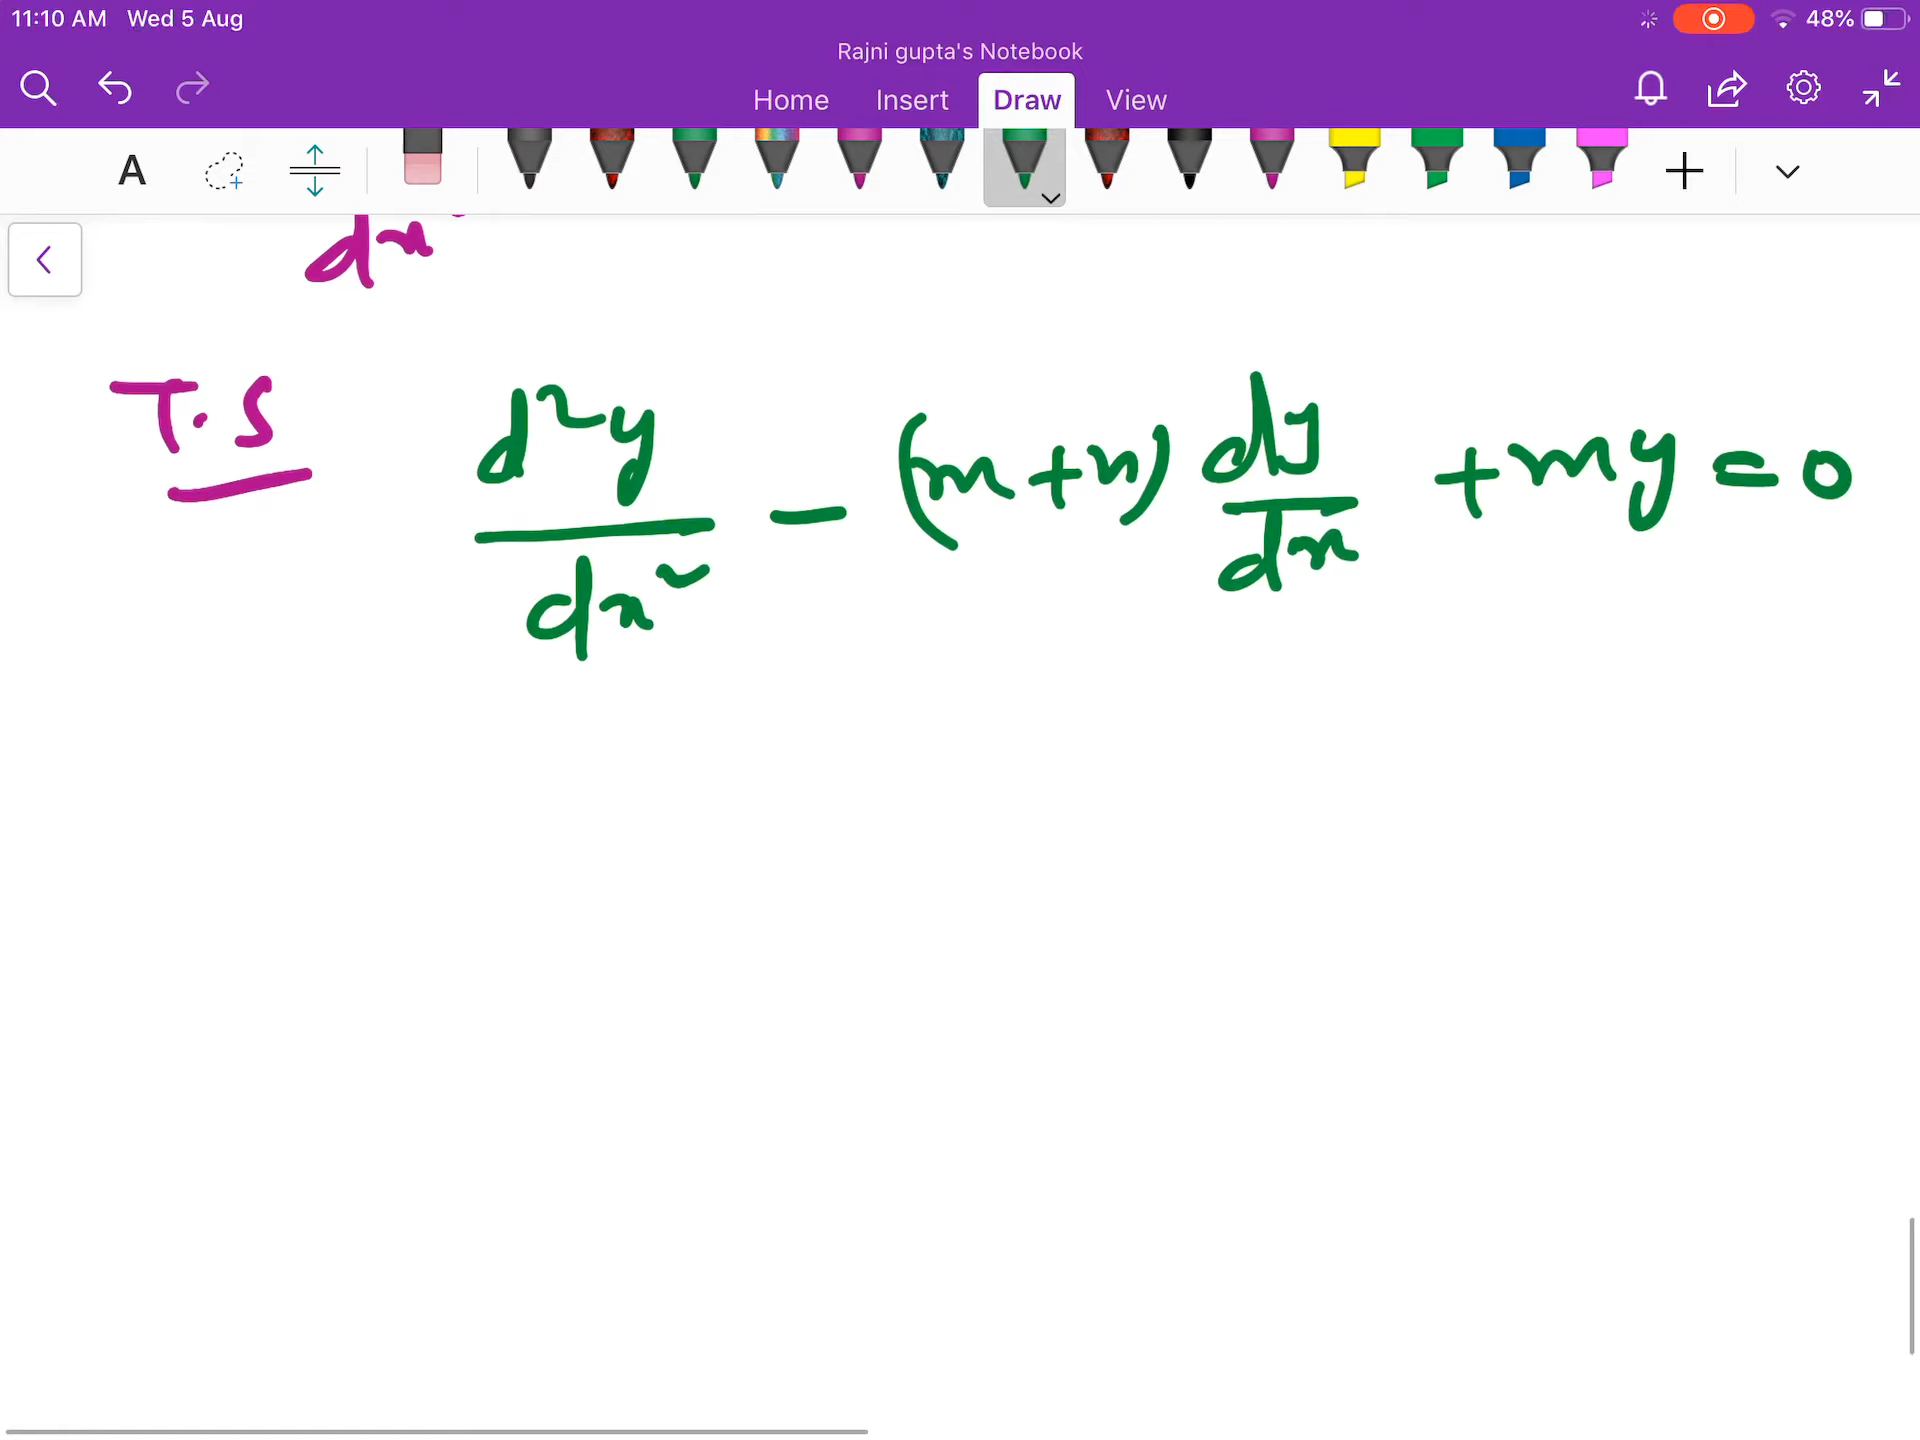 11:10 AM Wed 5 Aug 48%
Rajni gupta's Notebook
Home Insert Draw View
A
dx
T.S d²y/dx² - (m+n) dy/dx + my = 0